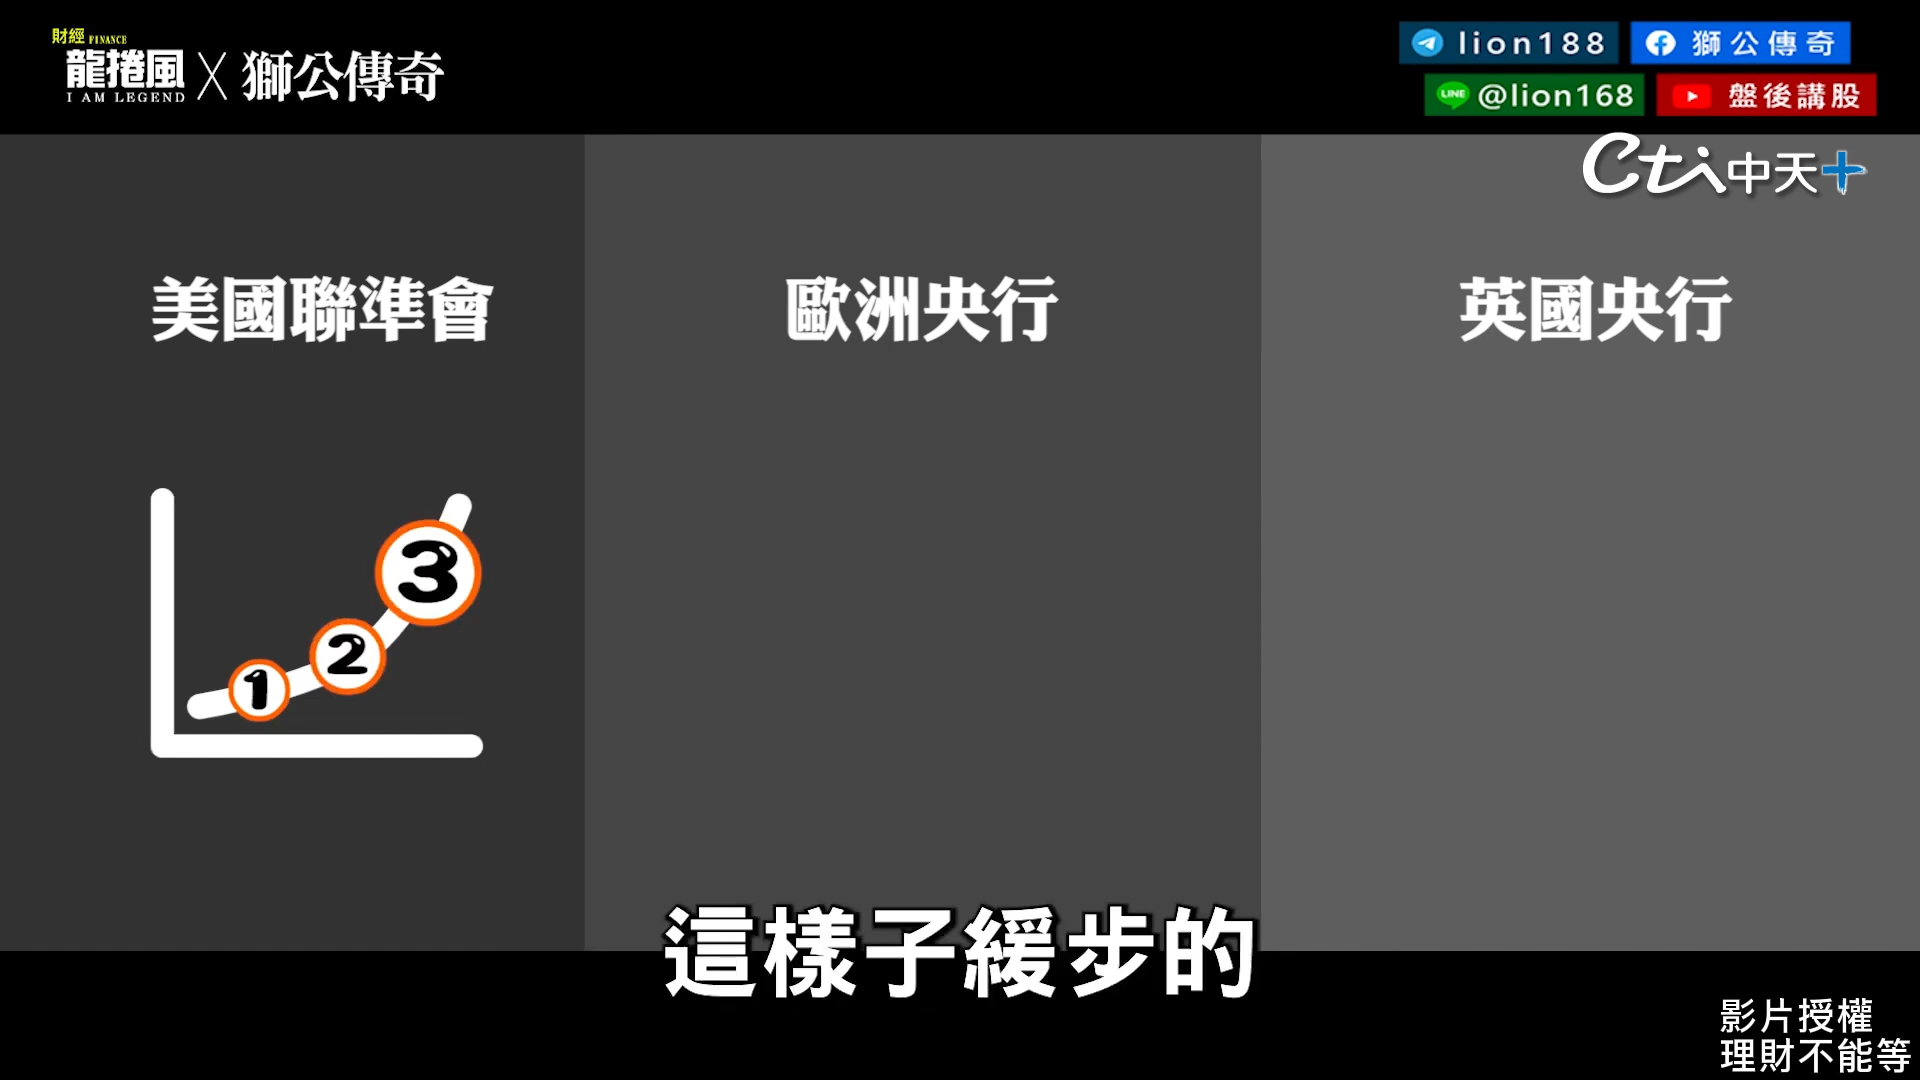 財經 FINANCE
龍捲風 X 獅公傳奇
I AM LEGEND
lion188
獅公傳奇
LINE @lion168
盤後講股
Cti中天+
美國聯準會
歐洲央行
英國央行
3
2
1
這樣子緩步的
影片授權
理財不能等